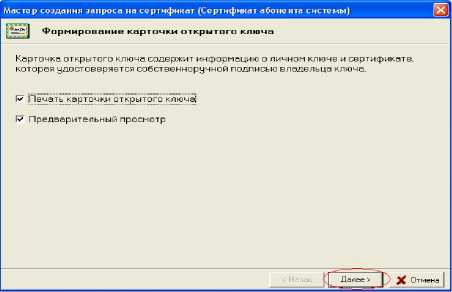 Мастер создания запроса на сертификат (Сертификат абонента системы)
Формирование карточки открытого ключа
Карточка открытого ключа содержит информацию о личном ключе и сертификате,
которая удостоверяется собственноручной подписью владельца ключа.
Печать карточки открытого ключа
Предварительный просмотр
< Назад
Далее >
Отмена